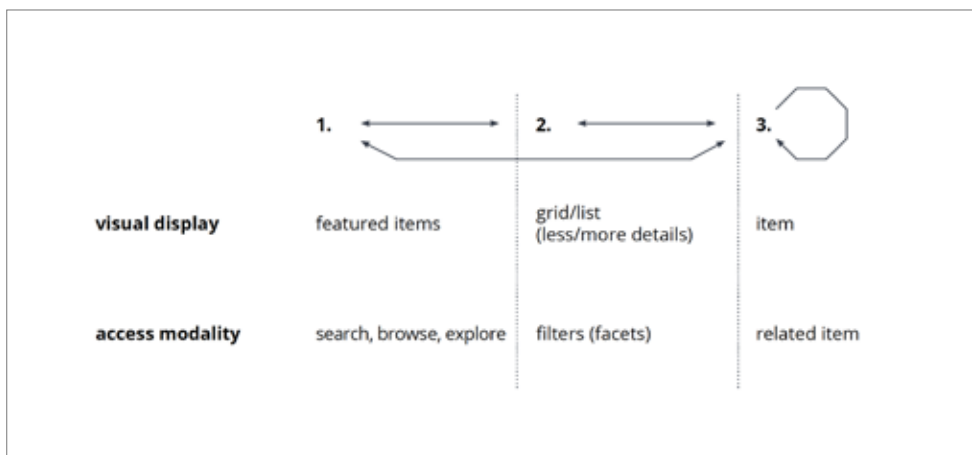 1.
2.
3.
visual display
featured items
grid/list
(less/more details)
item
access modality
search, browse, explore
filters (facets)
related item